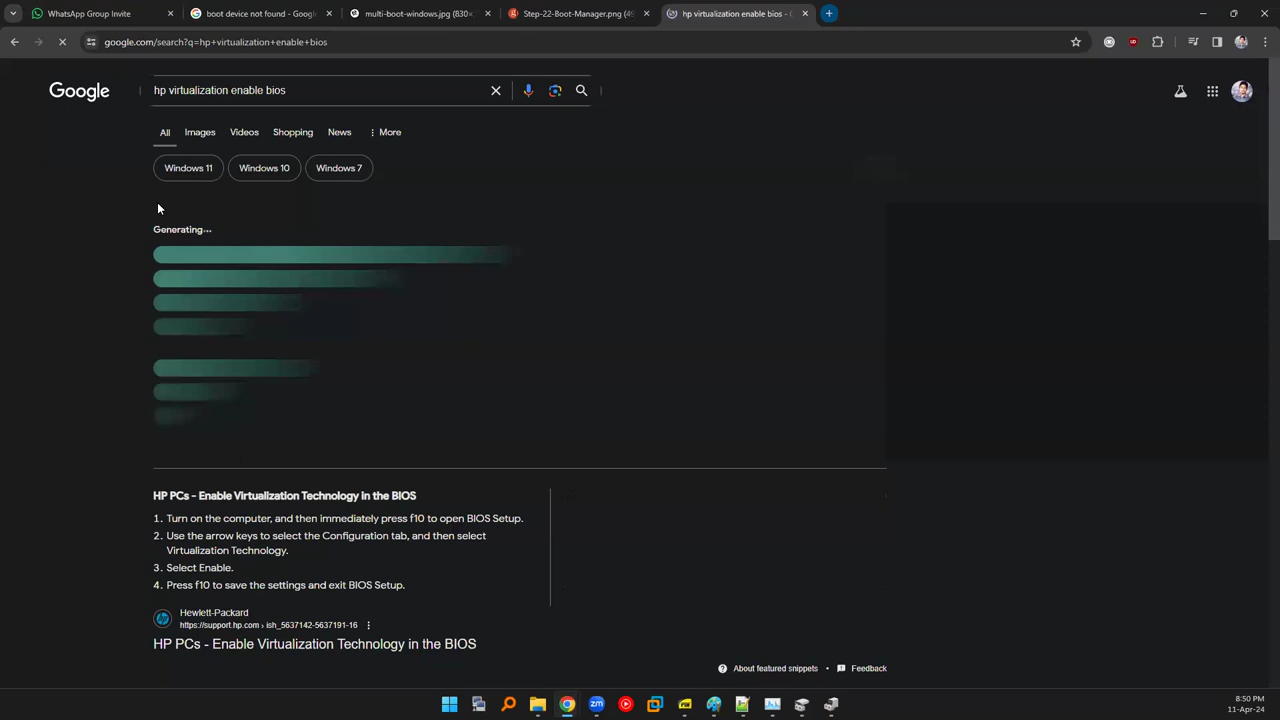 WhatsApp Group Invite
boot device not found - Google
multi-boot-windows.jpg (830×
Step-22-Boot-Manager.png (49
hp virtualization enable bios - G
google.com/search?q=hp+virtualization+enable+bios
Google
hp virtualization enable bios
All
Images
Videos
Shopping
News
More
Windows 11
Windows 10
Windows 7
Generating...
HP PCs - Enable Virtualization Technology in the BIOS
1. Turn on the computer, and then immediately press f10 to open BIOS Setup.
2. Use the arrow keys to select the Configuration tab, and then select
Virtualization Technology.
3. Select Enable.
4. Press f10 to save the settings and exit BIOS Setup.
Hewlett-Packard
https://support.hp.com › ish_5637142-5637191-16
HP PCs - Enable Virtualization Technology in the BIOS
About featured snippets • Feedback
8:50 PM
11-Apr-24